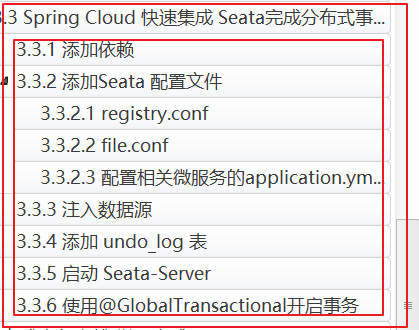 3.3 Spring Cloud 快速集成 Seata完成分布式事...
3.3.1 添加依赖
3.3.2 添加Seata 配置文件
3.3.2.1 registry.conf
3.3.2.2 file.conf
3.3.2.3 配置相关微服务的application.ym...
3.3.3 注入数据源
3.3.4 添加 undo_log 表
3.3.5 启动 Seata-Server
3.3.6 使用@GlobalTransactional开启事务